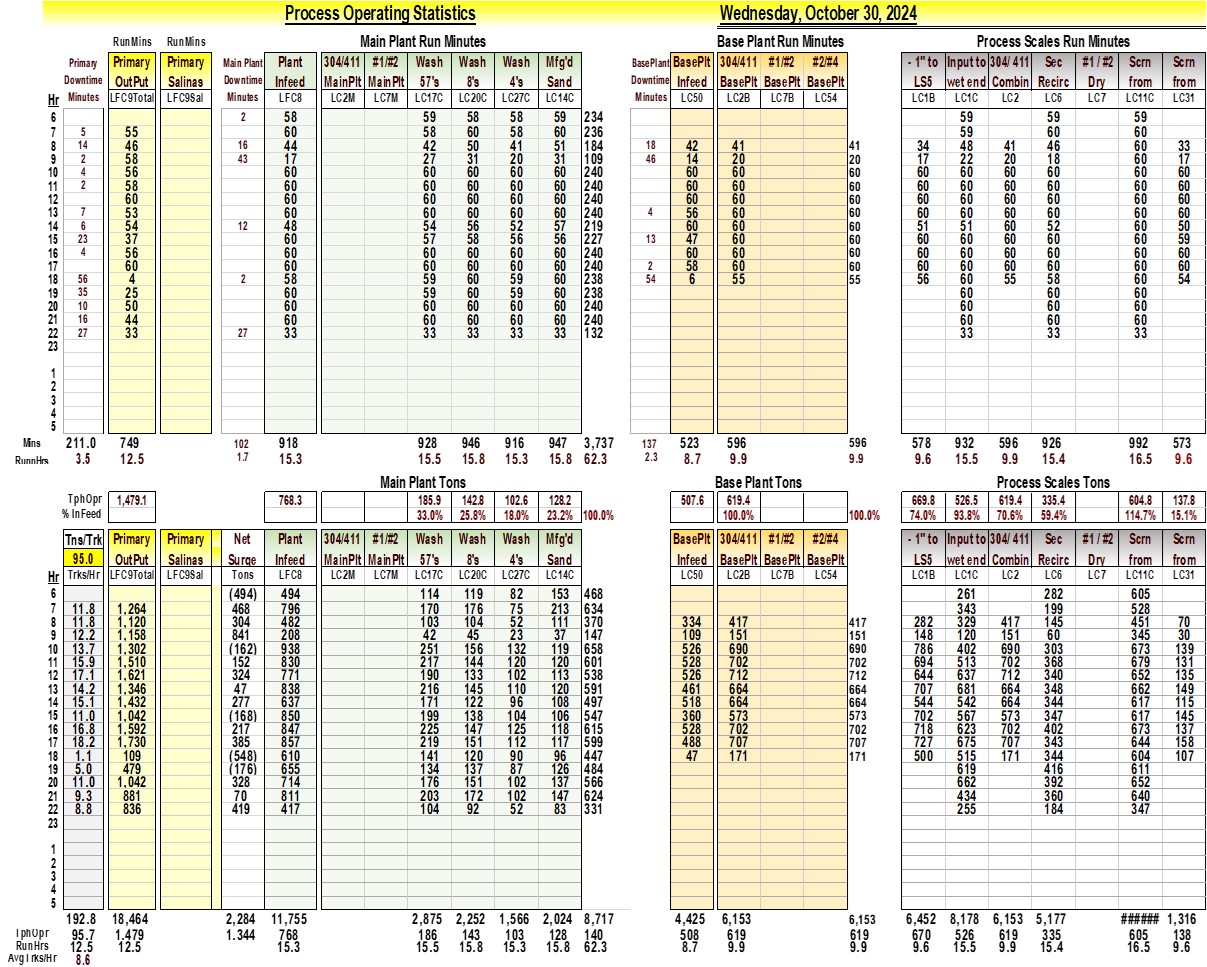 Process Operating Statistics Wednesday, October 30, 2024
RunMins RunMins Main Plant Run Minutes Base Plant Run Minutes Process Scales Run Minutes
Primary Primary Primary Main Plant Plant 304/411 #1/#2 Wash Wash Wash Mfg'd BasePlant BasePlt 304/411 #1/#2 #2/#4 - 1" to Input to 304/ 411 Sec #1 / #2 Scrn Scrn
Downtime OutPut Salinas Downtime Infeed MainPlt MainPlt 57's 8's 4's Sand Downtime Infeed BasePlt BasePlt BasePlt LS5 wet end Combin Recirc Dry from from
Hr Minutes LFC9Total LFC9Sal Minutes LFC8 LC2M LC7M LC17C LC20C LC27C LC14C Minutes LC50 LC2B LC7B LC54 LC1B LC1C LC2 LC6 LC7 LC11C LC31
6 2 58 59 58 58 59 234 59 59 59
7 5 55 60 58 60 58 60 236 59 60 60
8 14 46 16 44 42 50 41 51 184 18 42 41 41 34 48 41 46 60 33
9 2 58 43 17 27 31 20 31 109 46 14 20 20 17 22 20 18 60 17
10 4 56 60 60 60 60 60 240 60 60 60 60 60 60 60 60 60
11 2 58 60 60 60 60 60 240 60 60 60 60 60 60 60 60 60
12 60 60 60 60 60 60 240 60 60 60 60 60 60 60 60 60
13 7 53 60 60 60 60 60 240 4 56 60 60 60 60 60 60 60 60
14 6 54 12 48 54 56 52 57 219 60 60 60 51 51 60 52 60 50
15 23 37 60 57 58 56 56 227 13 47 60 60 60 60 60 60 60 59
16 4 56 60 60 60 60 60 240 60 60 60 60 60 60 60 60 60
17 60 60 60 60 60 60 240 2 58 60 60 60 60 60 60 60 60
18 56 4 2 58 59 60 59 60 238 54 6 55 55 56 60 55 58 60 54
19 35 25 60 59 60 59 60 238 60 60 60
20 10 50 60 60 60 60 60 240 60 60 60
21 16 44 60 60 60 60 60 240 60 60 60
22 27 33 27 33 33 33 33 33 132 33 33 33
23
1
2
3
4
5
Mins 211.0 749 102 918 928 946 916 947 3,737 137 523 596 596 578 932 596 926 992 573
RunnHrs 3.5 12.5 1.7 15.3 15.5 15.8 15.3 15.8 62.3 2.3 8.7 9.9 9.9 9.6 15.5 9.9 15.4 16.5 9.6
Main Plant Tons Base Plant Tons Process Scales Tons
TphOpr 1,479.1 768.3 185.9 142.8 102.6 128.2 507.6 619.4 669.8 526.5 619.4 335.4 604.8 137.8
% InFeed 33.0% 25.8% 18.0% 23.2% 100.0% 100.0% 100.0% 74.0% 93.8% 70.6% 59.4% 114.7% 15.1%
Tns/Trk Primary Primary Net Plant 304/411 #1/#2 Wash Wash Wash Mfg'd BasePlt 304/411 #1/#2 #2/#4 - 1" to Input to 304/ 411 Sec #1 / #2 Scrn Scrn
95.0 OutPut Salinas Surge Infeed MainPlt MainPlt 57's 8's 4's Sand Infeed BasePlt BasePlt BasePlt LS5 wet end Combin Recirc Dry from from
Hr Trks/Hr LFC9Total LFC9Sal Tons LFC8 LC2M LC7M LC17C LC20C LC27C LC14C LC50 LC2B LC7B LC54 LC1B LC1C LC2 LC6 LC7 LC11C LC31
6 (494) 494 114 119 82 153 468 261 282 605
7 11.8 1,264 468 796 170 176 75 213 634 343 199 528
8 11.8 1,120 304 482 103 104 52 111 370 334 417 417 282 329 417 145 451 70
9 12.2 1,158 841 208 42 45 23 37 147 109 151 151 148 120 151 60 345 30
10 13.7 1,302 (162) 938 251 156 132 119 658 526 690 690 786 402 690 303 673 139
11 15.9 1,510 152 830 217 144 120 120 601 528 702 702 694 513 702 368 679 131
12 17.1 1,621 324 771 190 133 102 113 538 526 712 712 644 637 712 340 652 135
13 14.2 1,346 47 838 216 145 110 120 591 461 664 664 707 681 664 348 662 149
14 15.1 1,432 277 637 171 122 96 108 497 518 664 664 544 542 664 344 617 115
15 11.0 1,042 (168) 850 199 138 104 106 547 360 573 573 702 567 573 347 617 145
16 16.8 1,592 217 847 225 147 125 118 615 528 702 702 718 623 702 402 673 137
17 18.2 1,730 385 857 219 151 112 117 599 488 707 707 727 675 707 343 644 158
18 1.1 109 (548) 610 141 120 90 96 447 47 171 171 500 515 171 344 604 107
19 5.0 479 (176) 655 134 137 87 126 484 619 416 611
20 11.0 1,042 328 714 176 151 102 137 566 662 392 652
21 9.3 881 70 811 203 172 102 147 624 434 360 640
22 8.8 836 419 417 104 92 52 83 331 255 184 347
23
1
2
3
4
5
192.8 18,464 2,284 11,755 2,875 2,252 1,566 2,024 8,717 4,425 6,153 6,153 6,452 8,178 6,153 5,177 ###### 1,316
TphOpr 95.7 1,479 1,344 768 186 143 103 128 140 508 619 619 670 526 619 335 605 138
RunHrs 12.5 12.5 15.3 15.5 15.8 15.3 15.8 62.3 8.7 9.9 9.9 9.6 15.5 9.9 15.4 16.5 9.6
AvgTrks/Hr 8.6